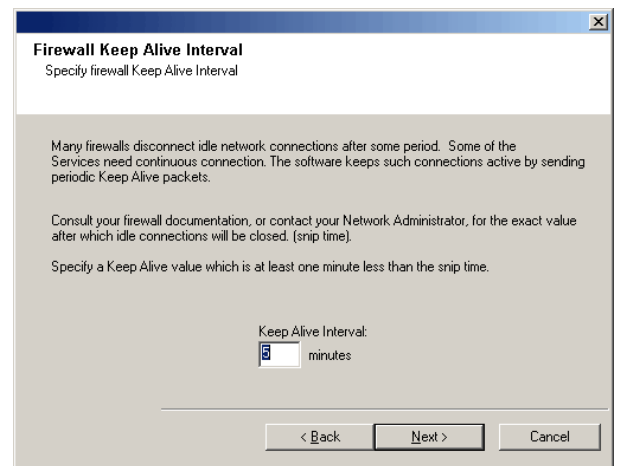 Firewall Keep Alive Interval
Specify firewall Keep Alive Interval
Many firewalls disconnect idle network connections after some period. Some of the
Services need continuous connection. The software keeps such connections active by sending
periodic Keep Alive packets.
Consult your firewall documentation, or contact your Network Administrator, for the exact value
after which idle connections will be closed. (snip time).
Specify a Keep Alive value which is at least one minute less than the snip time.
Keep Alive Interval:
5 minutes
< Back Next > Cancel